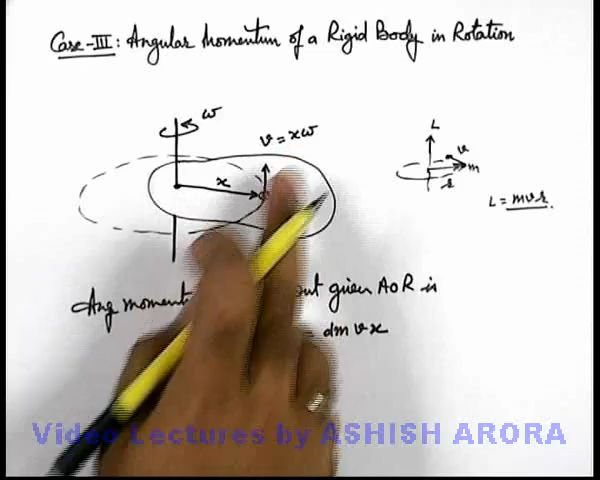 Case-III: Angular Momentum of a Rigid Body in Rotation
ω
v = xω
x
L
v
m
r
L = mvr.
Ang momen out given AOR is
= dm v x
Video Lectures by ASHISH ARORA